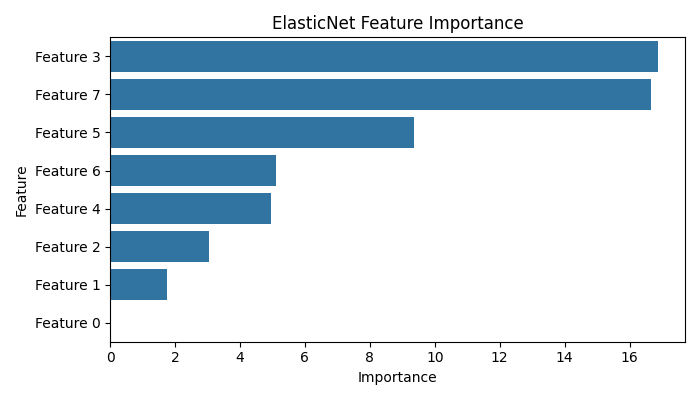 ElasticNet Feature Importance
Feature 3
Feature 7
Feature 5
Feature 6
Feature 4
Feature 2
Feature 1
Feature 0
Feature
0 2 4 6 8 10 12 14 16
Importance